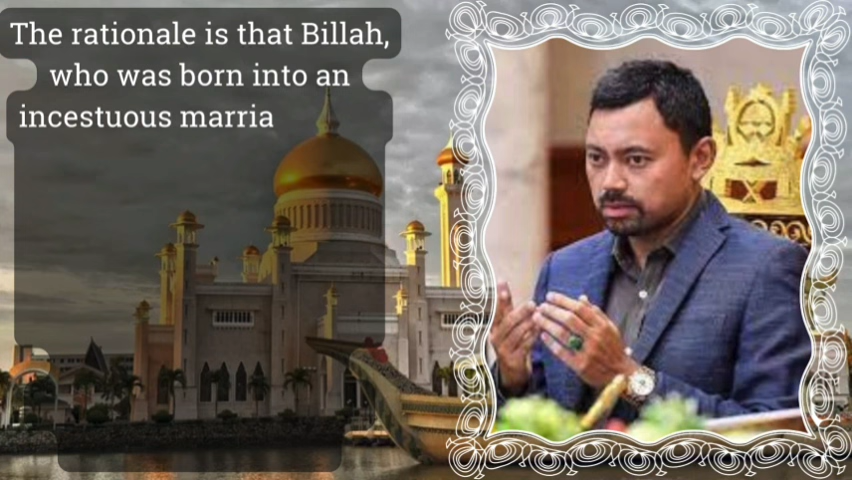 The rationale is that Billah,
who was born into an
incestuous marria